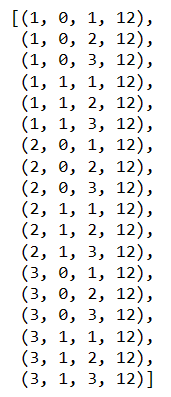 [(1, 0, 1, 12),
(1, 0, 2, 12),
(1, 0, 3, 12),
(1, 1, 1, 12),
(1, 1, 2, 12),
(1, 1, 3, 12),
(2, 0, 1, 12),
(2, 0, 2, 12),
(2, 0, 3, 12),
(2, 1, 1, 12),
(2, 1, 2, 12),
(2, 1, 3, 12),
(3, 0, 1, 12),
(3, 0, 2, 12),
(3, 0, 3, 12),
(3, 1, 1, 12),
(3, 1, 2, 12),
(3, 1, 3, 12)]